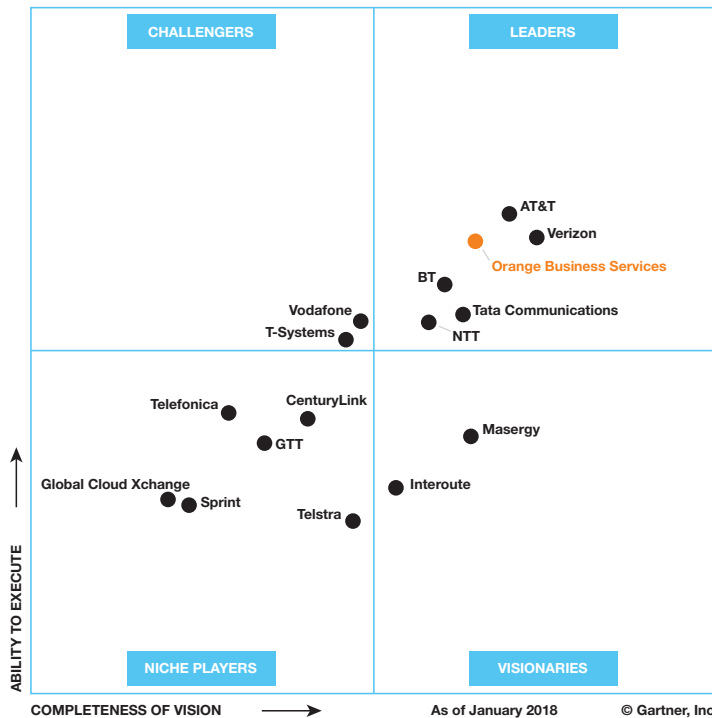 CHALLENGERS
LEADERS
AT&T
Verizon
Orange Business Services
BT
Vodafone
Tata Communications
T-Systems
NTT
Telefonica
CenturyLink
Masergy
GTT
Global Cloud Xchange
Interoute
Sprint
Telstra
ABILITY TO EXECUTE
NICHE PLAYERS
VISIONARIES
COMPLETENESS OF VISION
As of January 2018
© Gartner, Inc